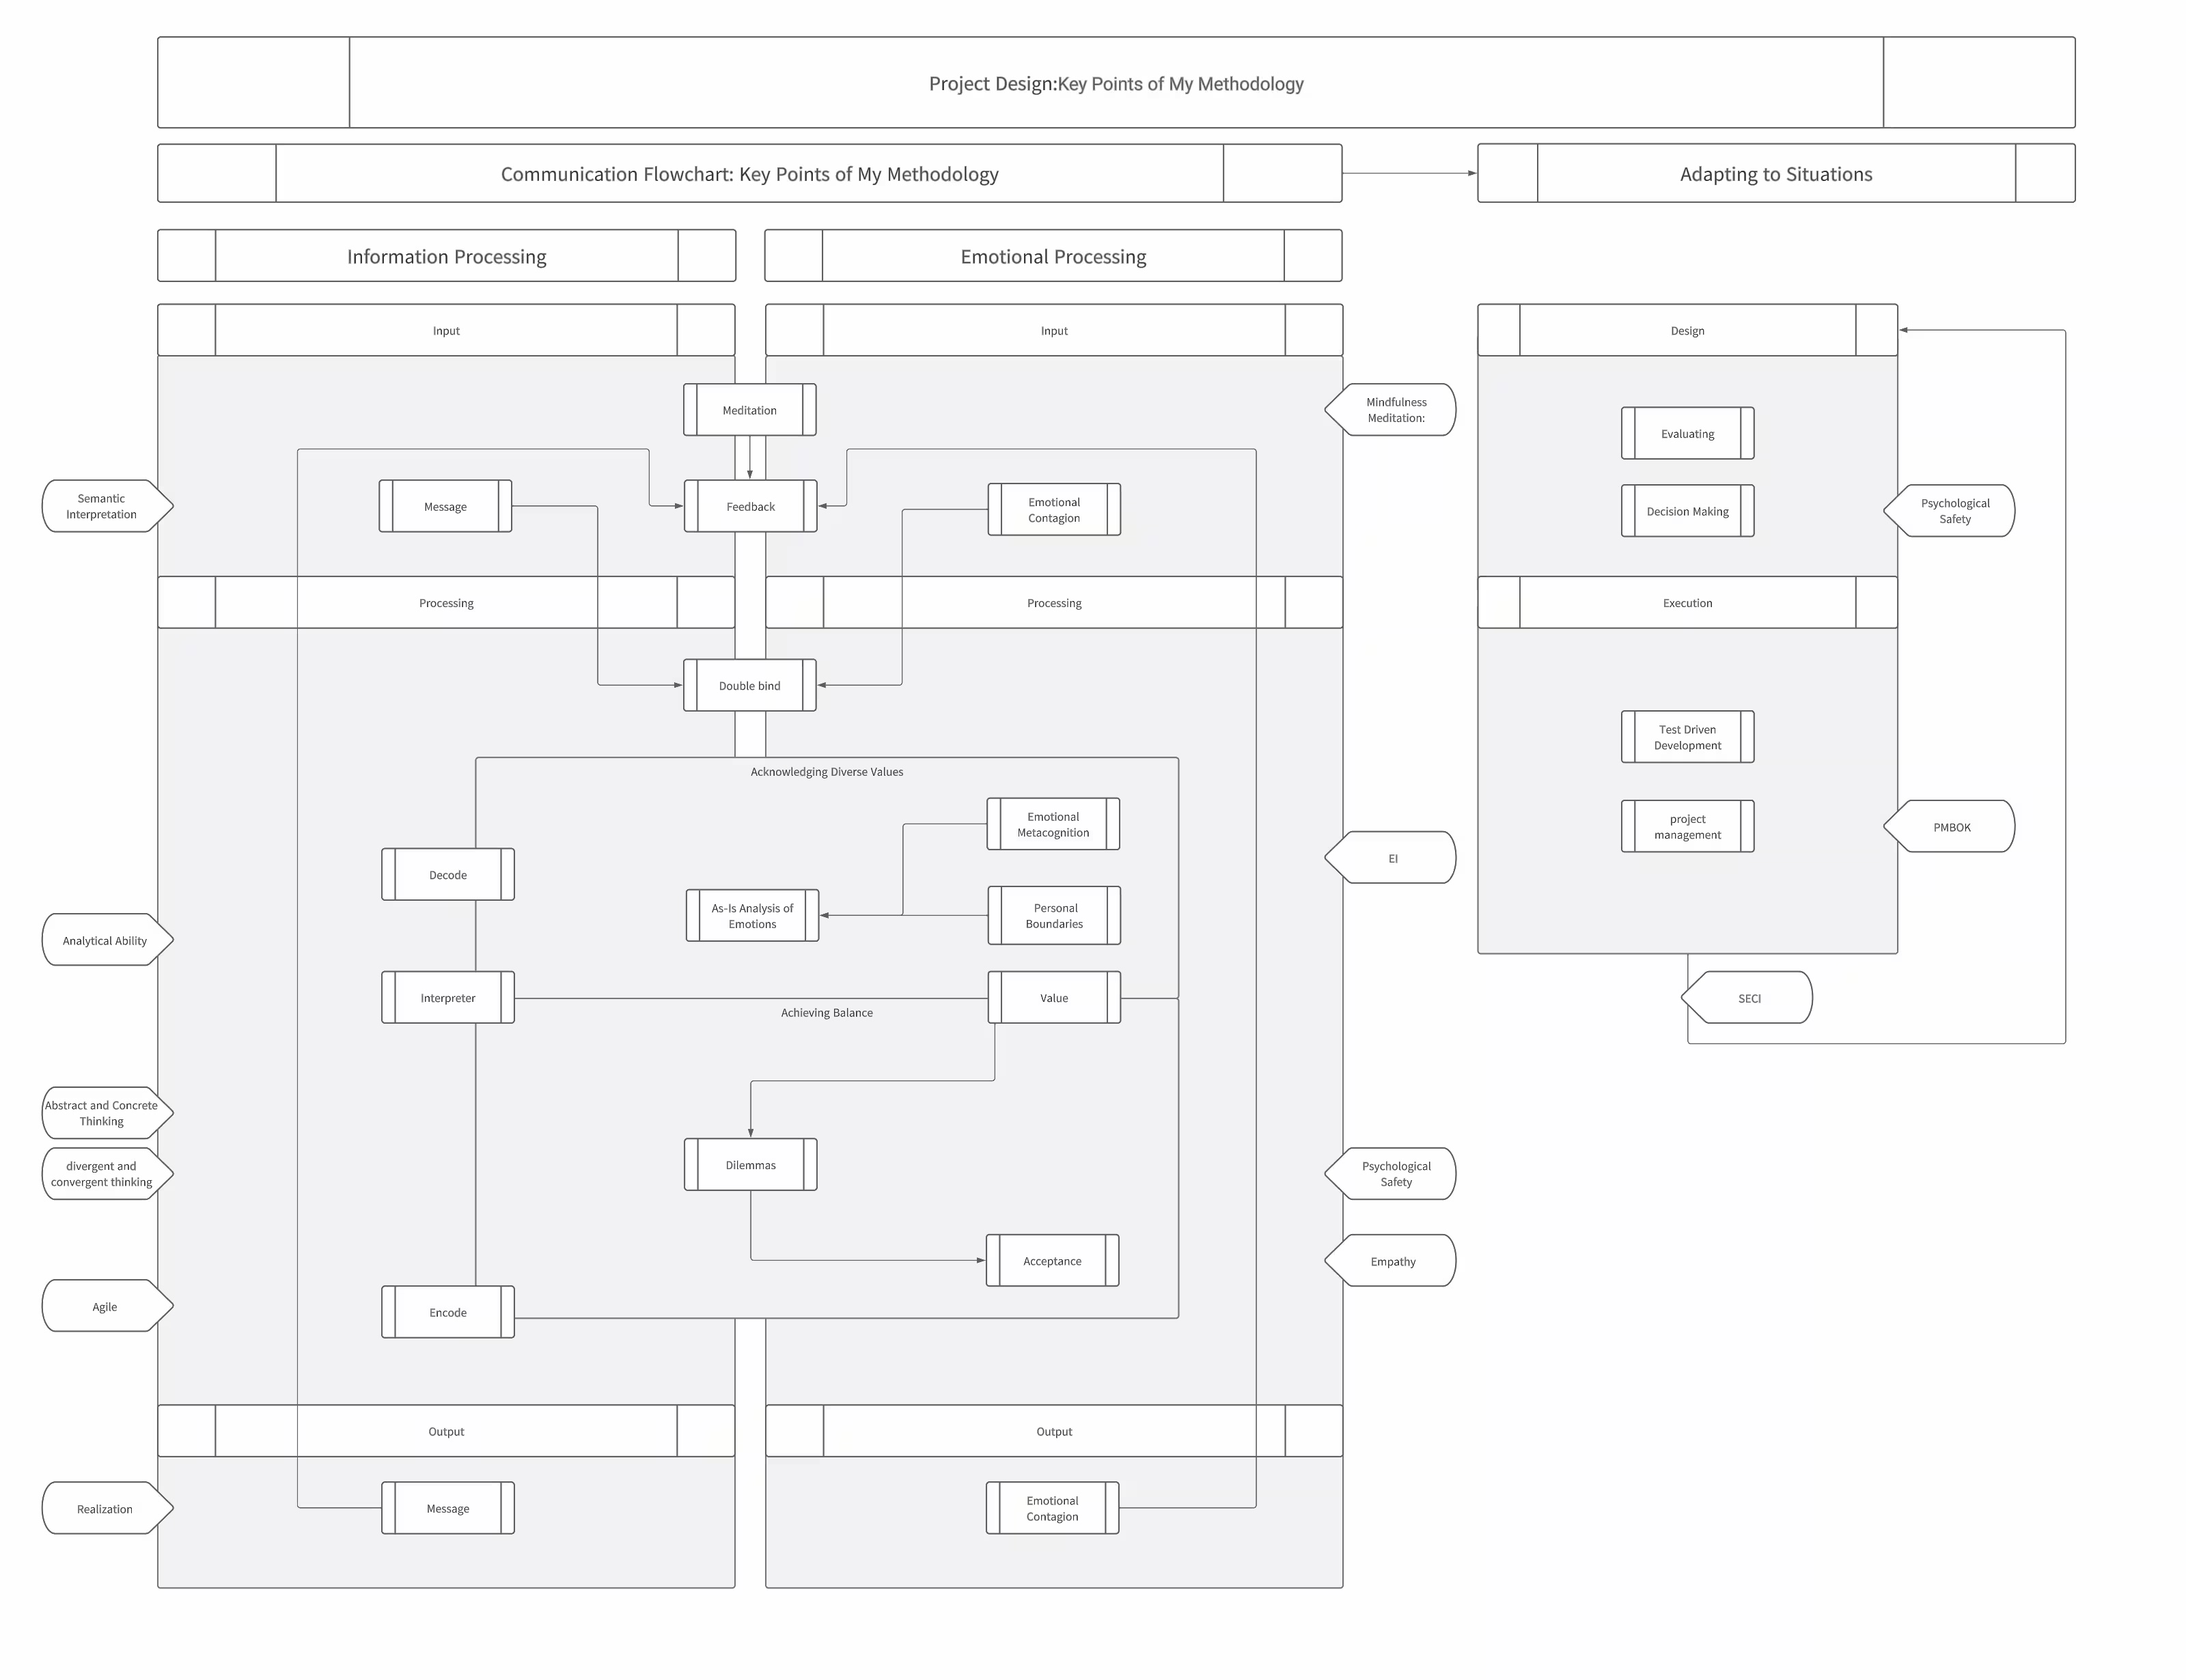 Project Design:Key Points of My Methodology
Communication Flowchart: Key Points of My Methodology
Adapting to Situations
Information Processing
Emotional Processing
Input
Input
Design
Meditation
Mindfulness
Meditation:
Evaluating
Semantic
Interpretation
Message
Feedback
Emotional
Contagion
Decision Making
Psychological
Safety
Processing
Processing
Execution
Double bind
Test Driven
Development
Acknowledging Diverse Values
Emotional
Metacognition
project
management
PMBOK
Decode
EI
As-Is Analysis of
Emotions
Personal
Boundaries
Analytical Ability
Interpreter
Value
SECI
Achieving Balance
Abstract and Concrete
Thinking
divergent and
convergent thinking
Dilemmas
Psychological
Safety
Acceptance
Empathy
Agile
Encode
Output
Output
Realization
Message
Emotional
Contagion